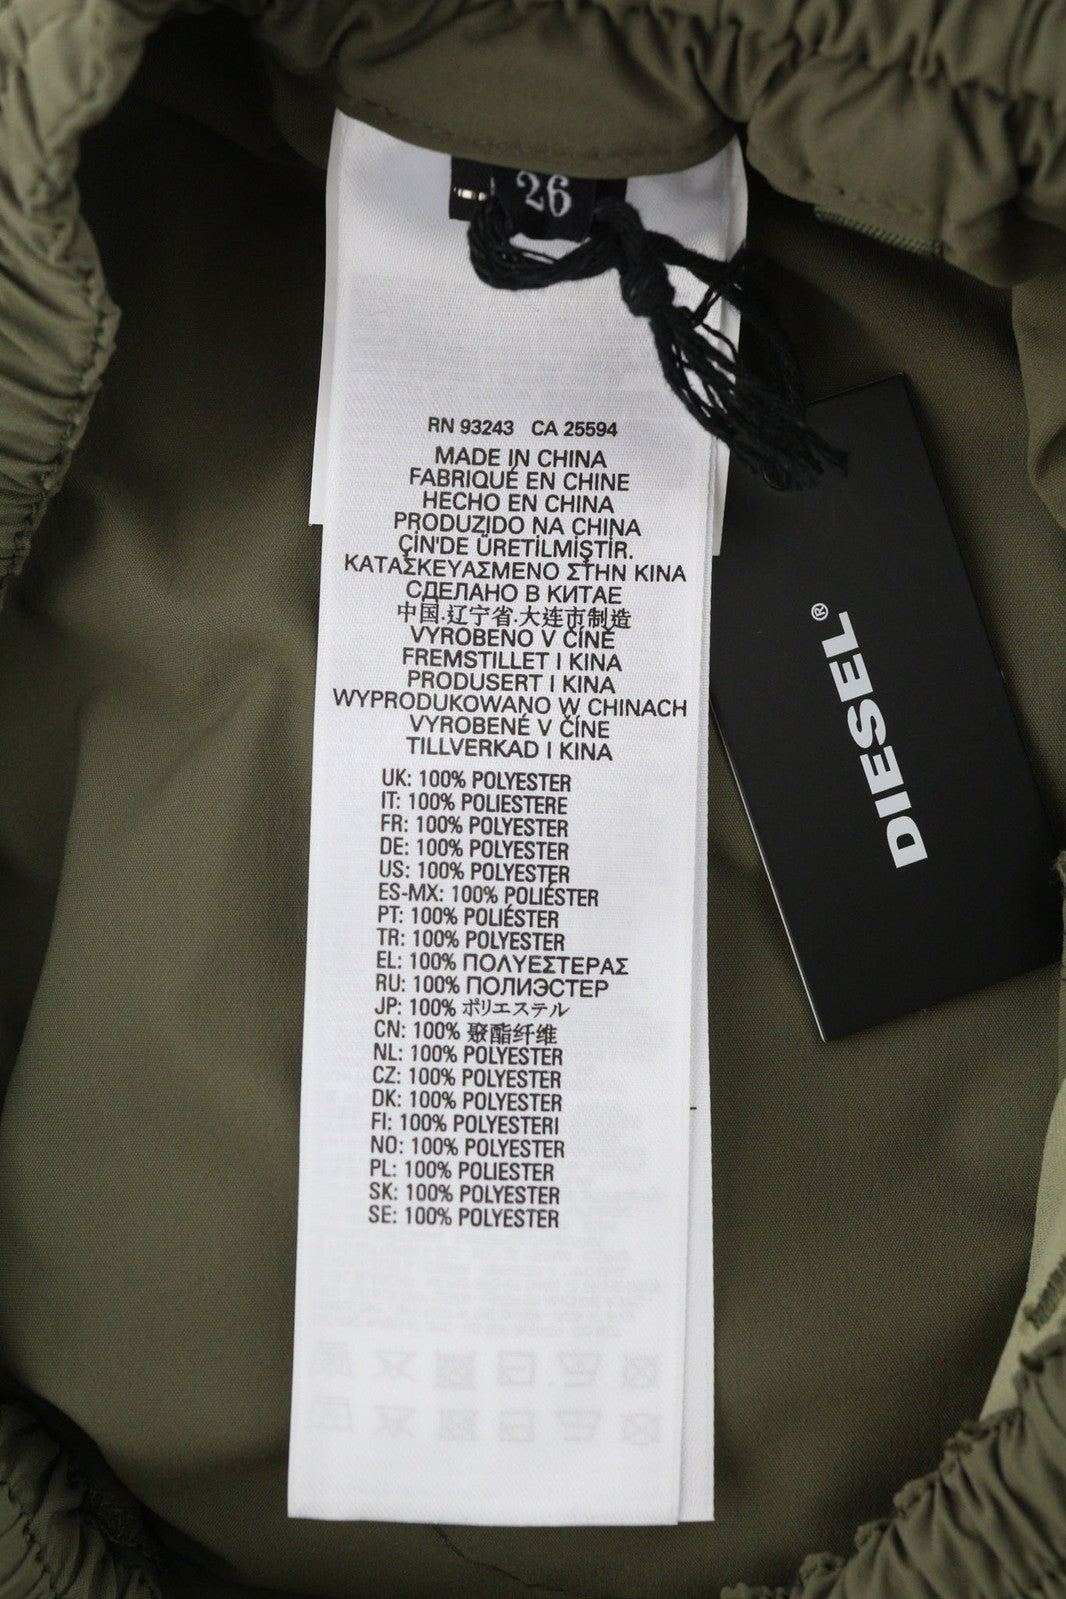 26
RN 93243 CA 25594
MADE IN CHINA
FABRIQUÉ EN CHINE
HECHO EN CHINA
PRODUZIDO NA CHINA
ÇİN'DE ÜRETİLMİŞTİR.
ΚΑΤΑΣΚΕΥΑΣΜΕΝΟ ΣΤΗΝ ΚΙΝΑ
СДЕЛАНО В КИТАЕ
中国.辽宁省.大连市制造
VYROBENO V ČÍNĚ
FREMSTILLET I KINA
PRODUSERT I KINA
WYPRODUKOWANO W CHINACH
VYROBENÉ V ČÍNE
TILLVERKAD I KINA
UK: 100% POLYESTER
IT: 100% POLIESTERE
FR: 100% POLYESTER
DE: 100% POLYESTER
US: 100% POLYESTER
ES-MX: 100% POLIÉSTER
PT: 100% POLIÉSTER
TR: 100% POLYESTER
EL: 100% ΠΟΛΥΕΣΤΕΡΑΣ
RU: 100% ПОЛИЭСТЕР
JP: 100% ポリエステル
CN: 100% 聚酯纤维
NL: 100% POLYESTER
CZ: 100% POLYESTER
DK: 100% POLYESTER
FI: 100% POLYESTERI
NO: 100% POLYESTER
PL: 100% POLIESTER
SK: 100% POLYESTER
SE: 100% POLYESTER
DIESEL®